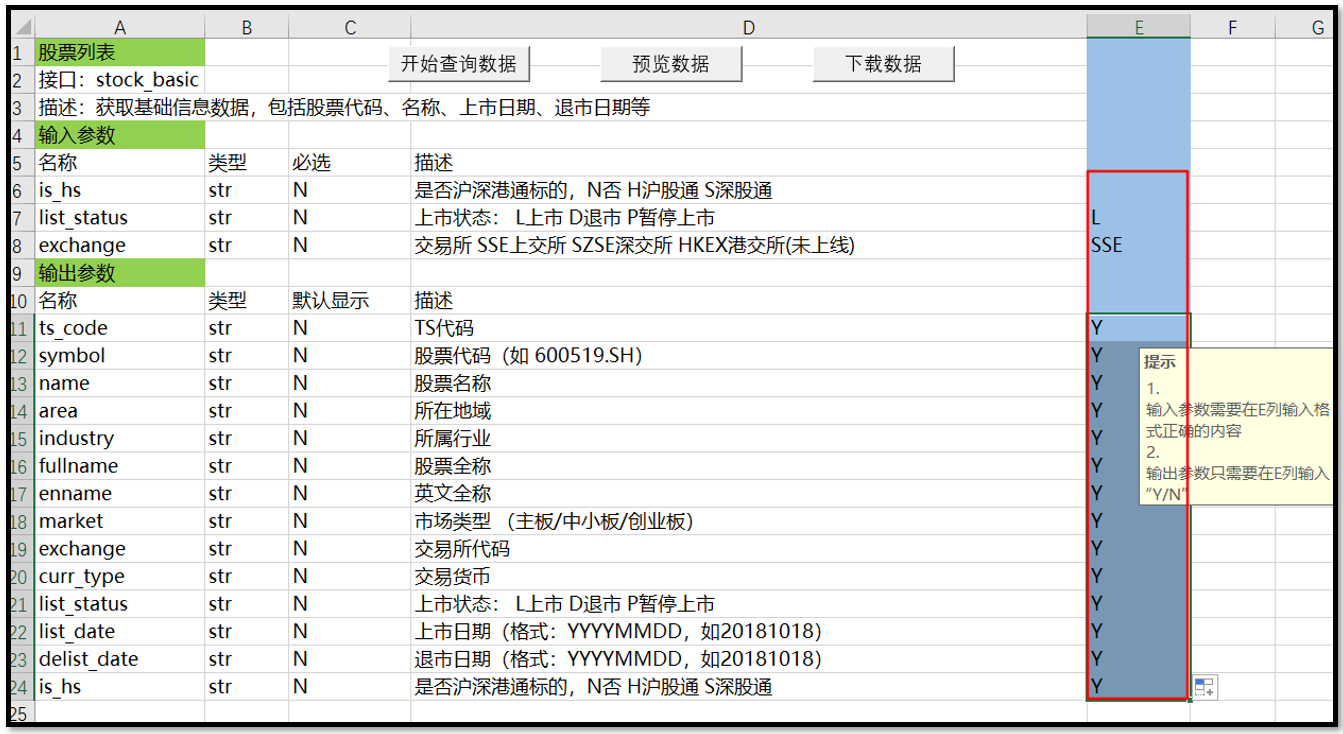 A B C D E F G
1 股票列表
开始查询数据 预览数据 下载数据
2 接口：stock_basic
3 描述：获取基础信息数据，包括股票代码、名称、上市日期、退市日期等
4 输入参数
5 名称 类型 必选 描述
6 is_hs str N 是否沪深港通标的，N否 H沪股通 S深股通
7 list_status str N 上市状态： L上市 D退市 P暂停上市 L
8 exchange str N 交易所 SSE上交所 SZSE深交所 HKEX港交所(未上线) SSE
9 输出参数
10 名称 类型 默认显示 描述
11 ts_code str N TS代码 Y
12 symbol str N 股票代码（如 600519.SH） Y
13 name str N 股票名称 Y
14 area str N 所在地域 Y
15 industry str N 所属行业 Y
16 fullname str N 股票全称 Y
17 enname str N 英文全称 Y
18 market str N 市场类型 （主板/中小板/创业板） Y
19 exchange str N 交易所代码 Y
20 curr_type str N 交易货币 Y
21 list_status str N 上市状态： L上市 D退市 P暂停上市 Y
22 list_date str N 上市日期（格式：YYYYMMDD，如20181018） Y
23 delist_date str N 退市日期（格式：YYYYMMDD，如20181018） Y
24 is_hs str N 是否沪深港通标的，N否 H沪股通 S深股通 Y
25
提示
1.
输入参数需要在E列输入格
式正确的内容
2.
输出参数只需要在E列输入
“Y/N”